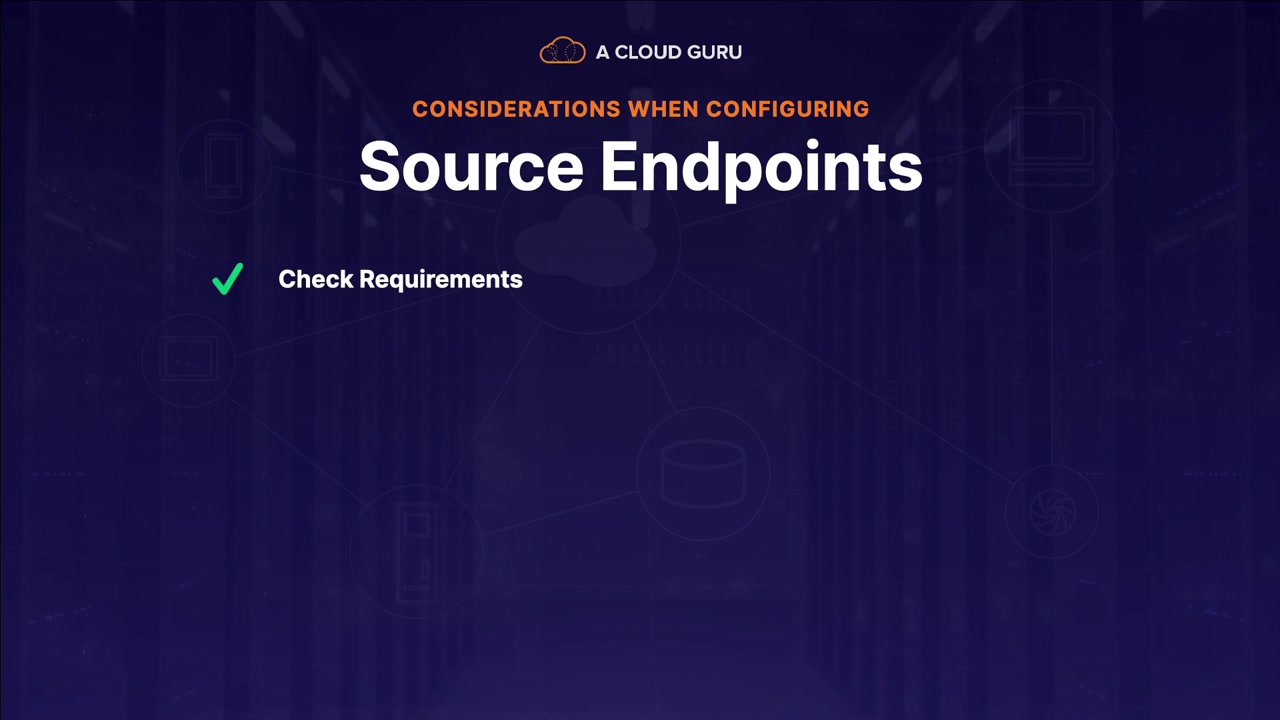 A CLOUD GURU
CONSIDERATIONS WHEN CONFIGURING
Source Endpoints
Check Requirements